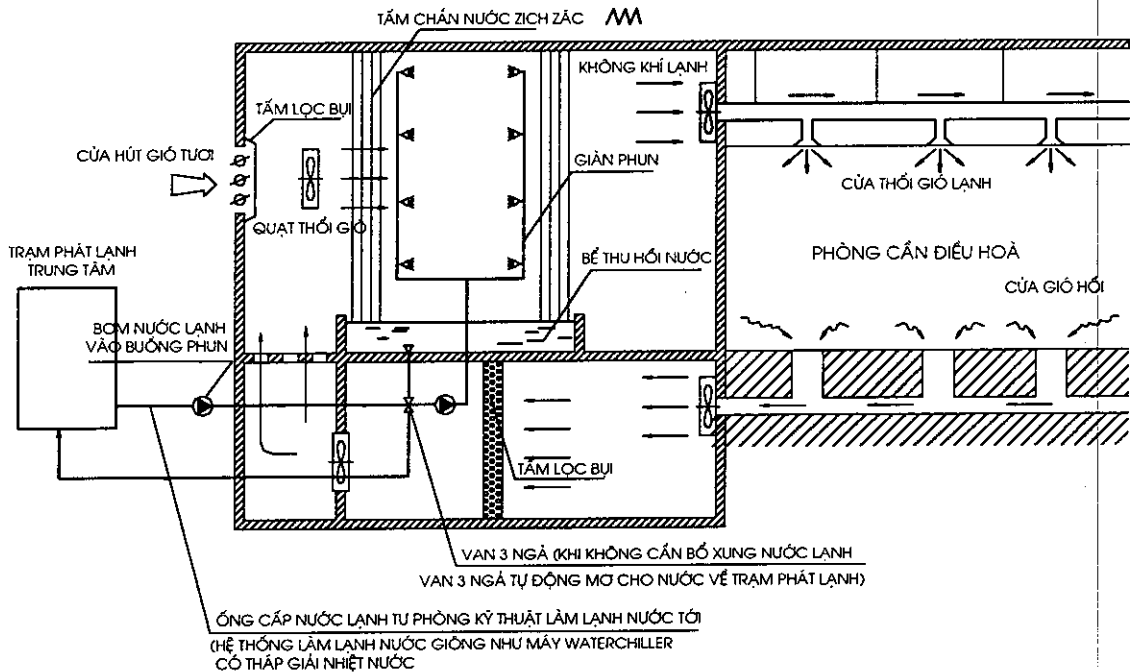 TẤM CHẮN NƯỚC ZICH ZẮC
KHÔNG KHÍ LẠNH
TẤM LỌC BỤI
CỬA HÚT GIÓ TƯƠI
GIÀN PHUN
CỬA THỔI GIÓ LẠNH
QUẠT THỔI GIÓ
TRẠM PHÁT LẠNH
TRUNG TÂM
BỂ THU HỒI NƯỚC
PHÒNG CẦN ĐIỀU HOÀ
CỬA GIÓ HỒI
BƠM NƯỚC LẠNH
VÀO BUỒNG PHUN
TẤM LỌC BỤI
VAN 3 NGẢ (KHI KHÔNG CẦN BỔ XUNG NƯỚC LẠNH
VAN 3 NGẢ TỰ ĐỘNG MƠ CHO NƯỚC VỀ TRẠM PHÁT LẠNH)
ỐNG CẤP NƯỚC LẠNH TƯ PHÒNG KỸ THUẬT LÀM LẠNH NƯỚC TỚI
(HỆ THỐNG LÀM LẠNH NƯỚC GIỐNG NHƯ MÁY WATERCHILLER
CÓ THÁP GIẢI NHIỆT NƯỚC